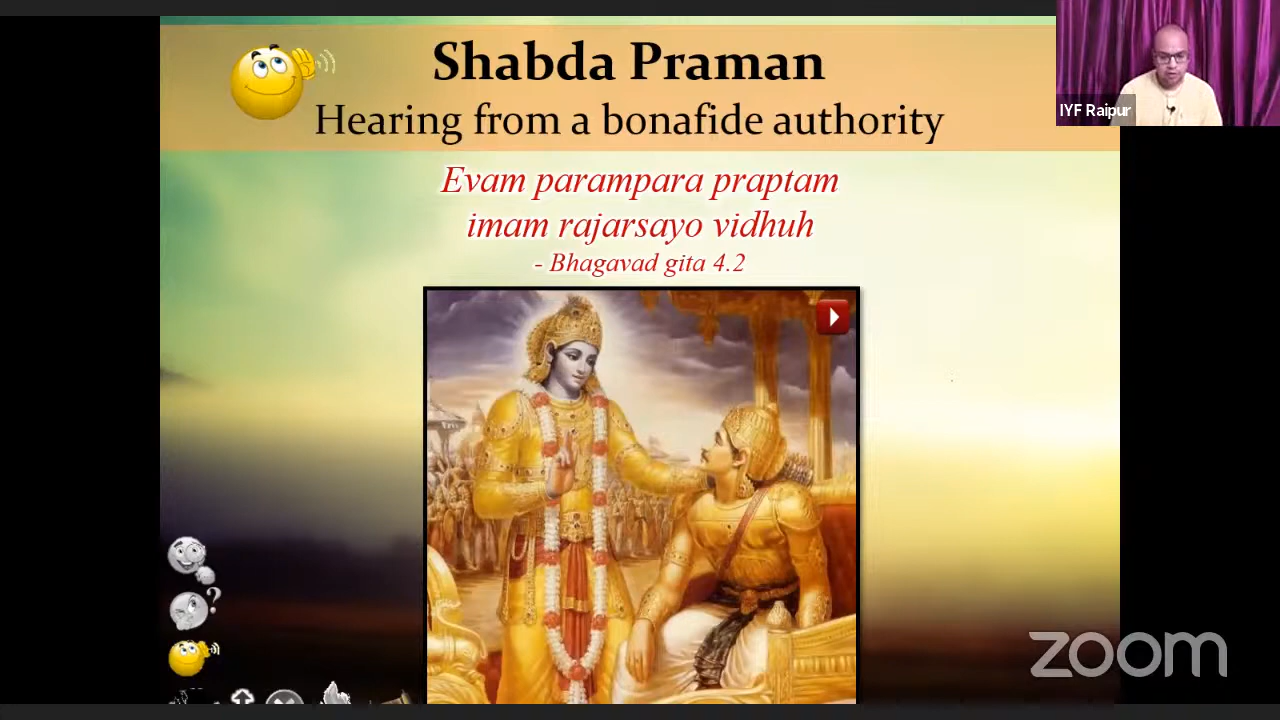 Shabda Praman
Hearing from a bonafide authority
IYF Raipur
Evam parampara praptam
imam rajarsayo vidhuh
- Bhagavad gita 4.2
?
zoom